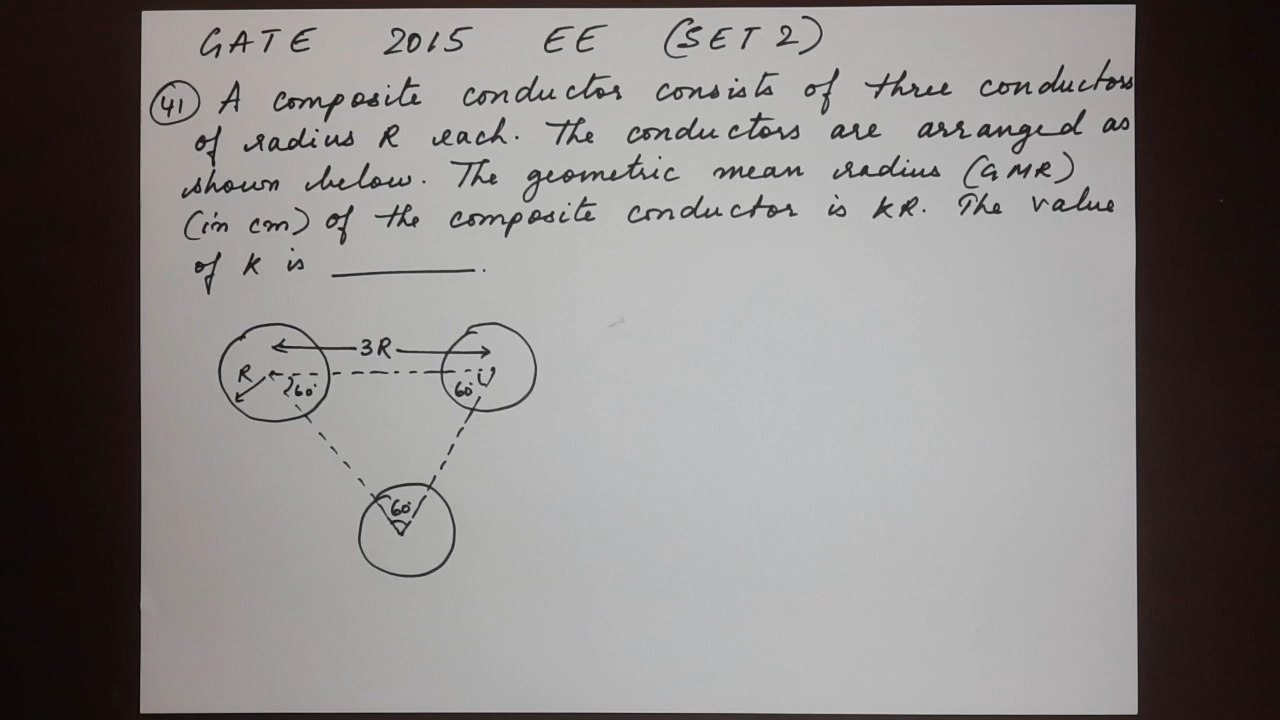 GATE 2015 EE (SET 2)
41 A composite conductor consists of three conductors
of radius R each. The conductors are arranged as
shown below. The geometric mean radius (GMR)
(in cm) of the composite conductor is KR. The value
of K is ________.
3R
R
60°
60°
60°